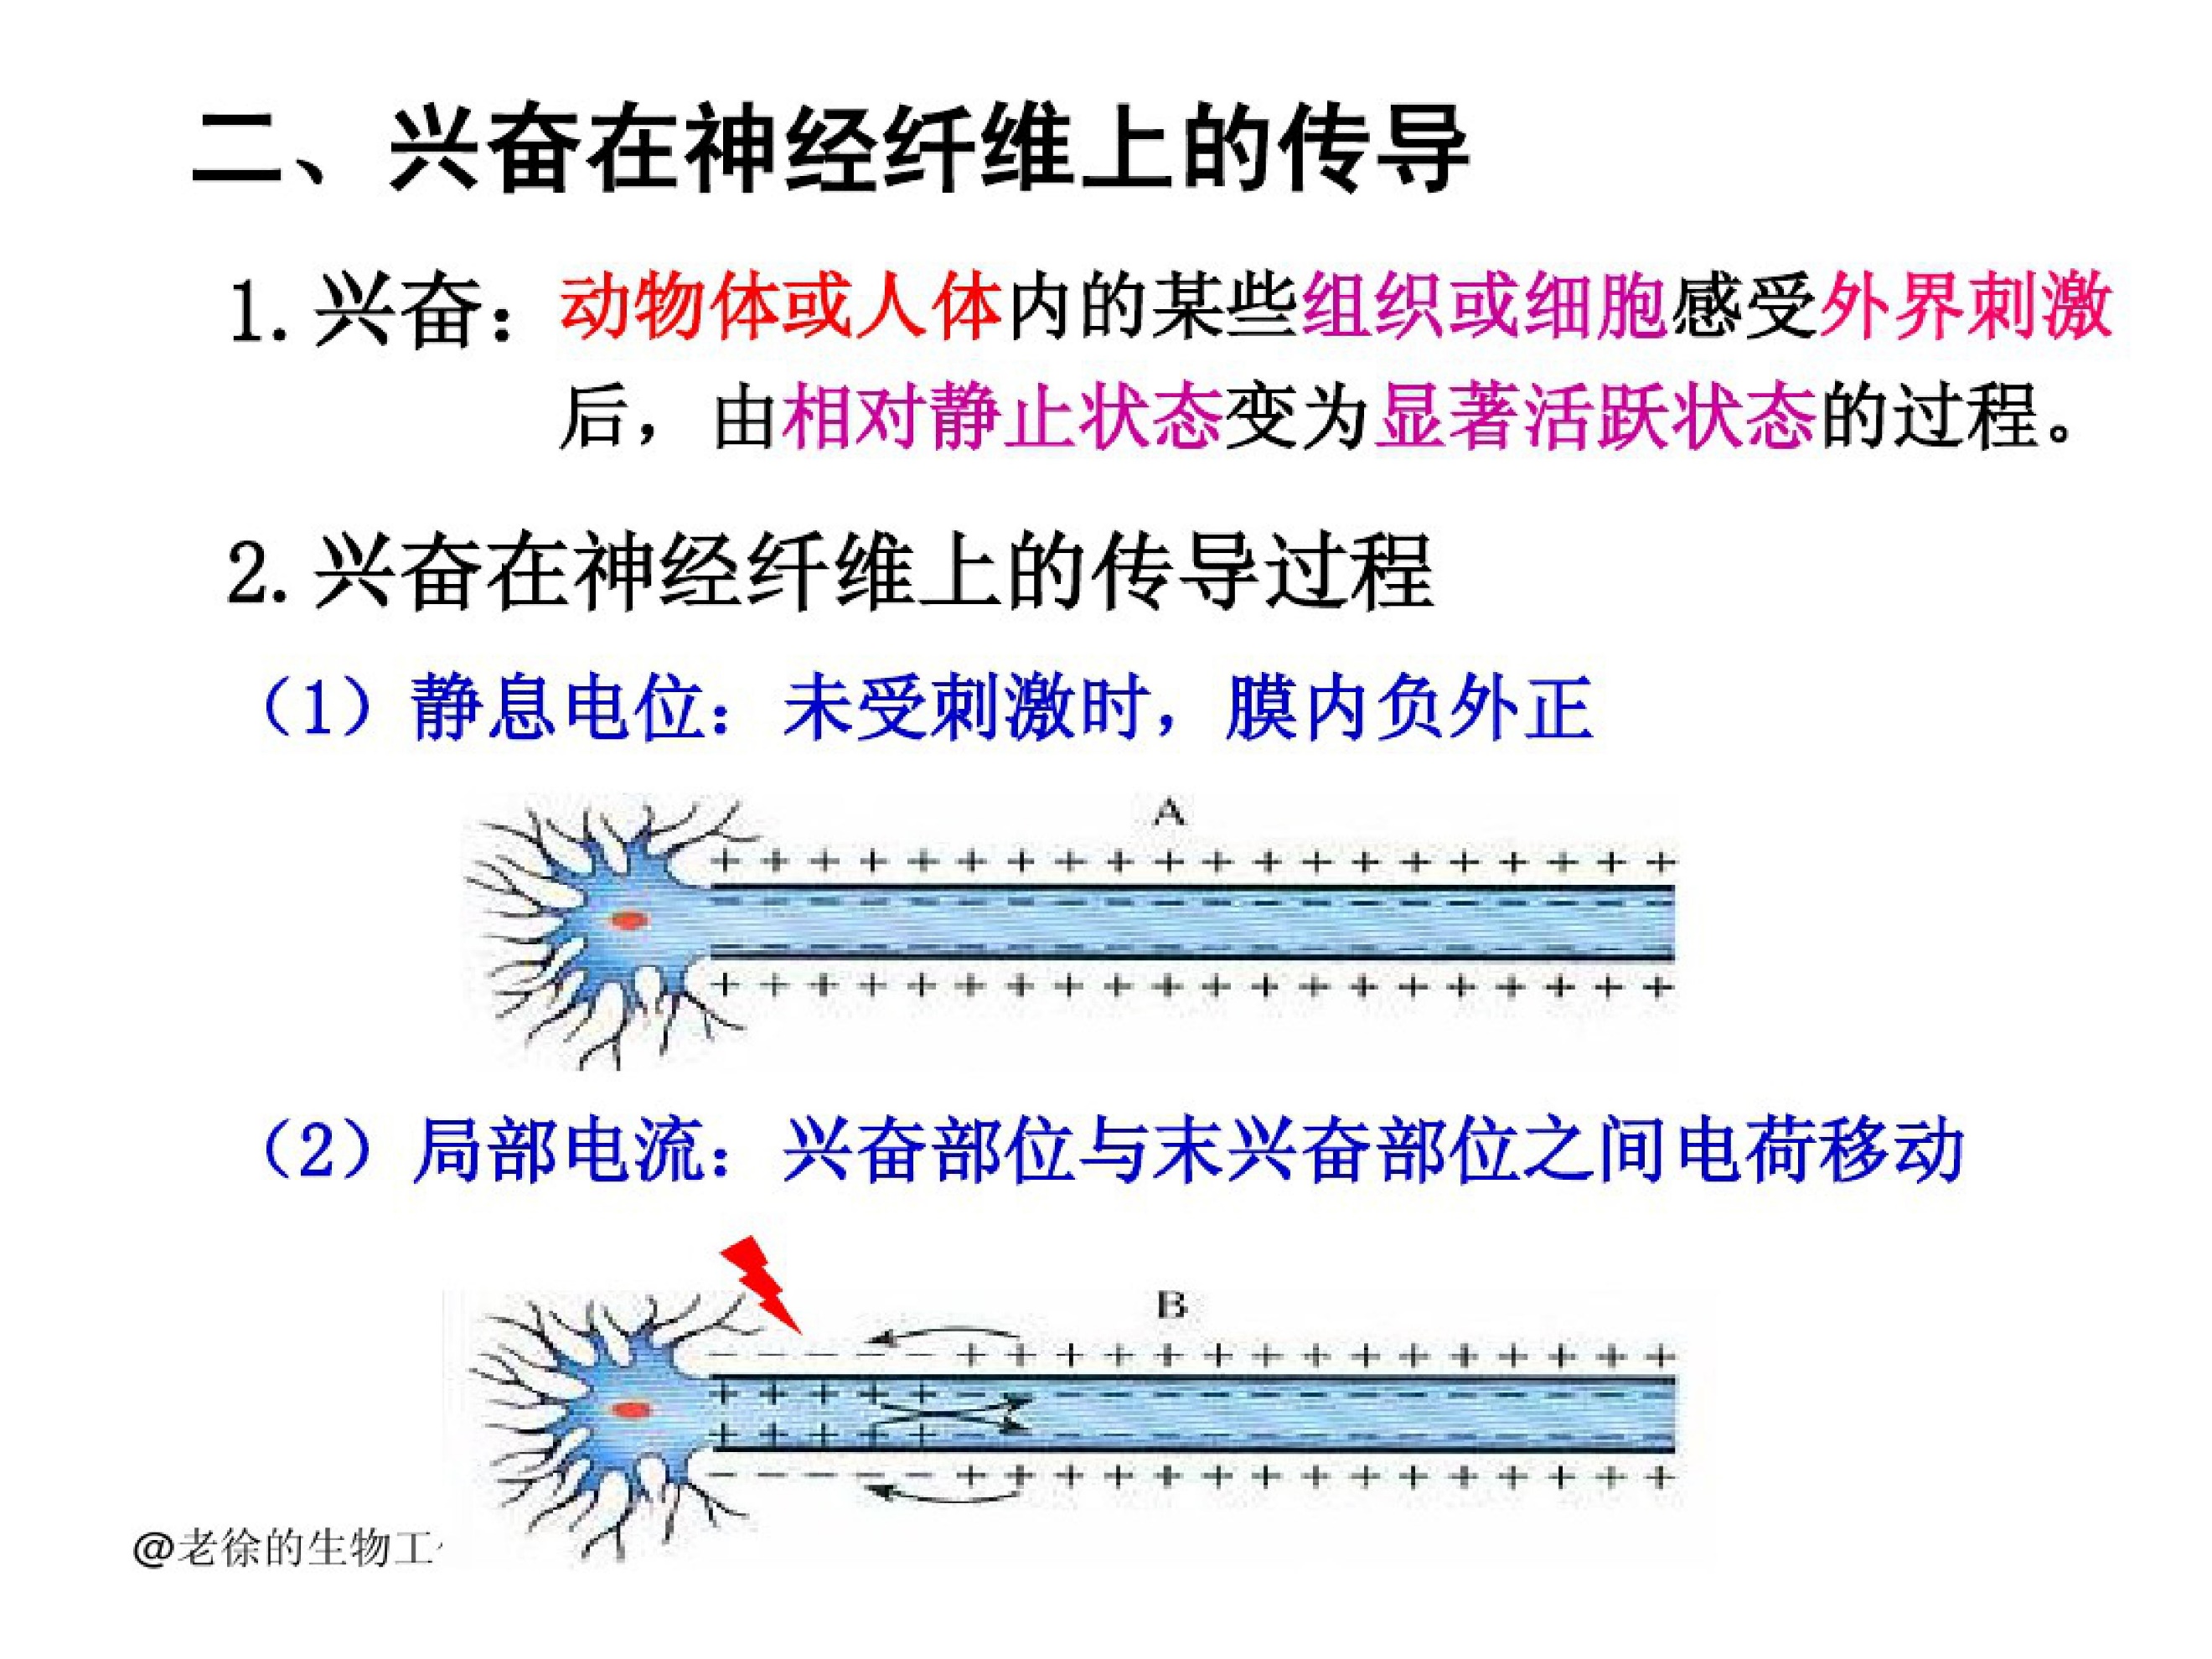 二、兴奋在神经纤维上的传导
1.兴奋：动物体或人体内的某些组织或细胞感受外界刺激
后，由相对静止状态变为显著活跃状态的过程。
2.兴奋在神经纤维上的传导过程
（1）静息电位：未受刺激时，膜内负外正
A
+ + + + + + + + + + + + + + + + + + + +
+ + + + + + + + + + + + + + + + + + + +
（2）局部电流：兴奋部位与末兴奋部位之间电荷移动
B
− − − − − + + + + + + + + + + + + + + +
+ + + + +
+ + + + +
− − − − − + + + + + + + + + + + + + + +
@老徐的生物工